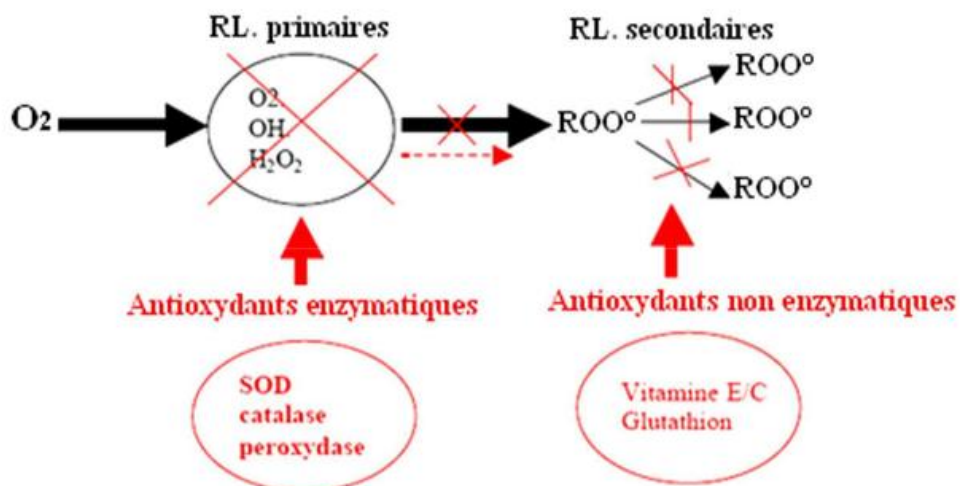 RL. primaires
RL. secondaires
O2
O2.
OH.
H2O2
ROO°
ROO°
ROO°
ROO°
Antioxydants enzymatiques
Antioxydants non enzymatiques
SOD
catalase
peroxydase
Vitamine E/C
Glutathion